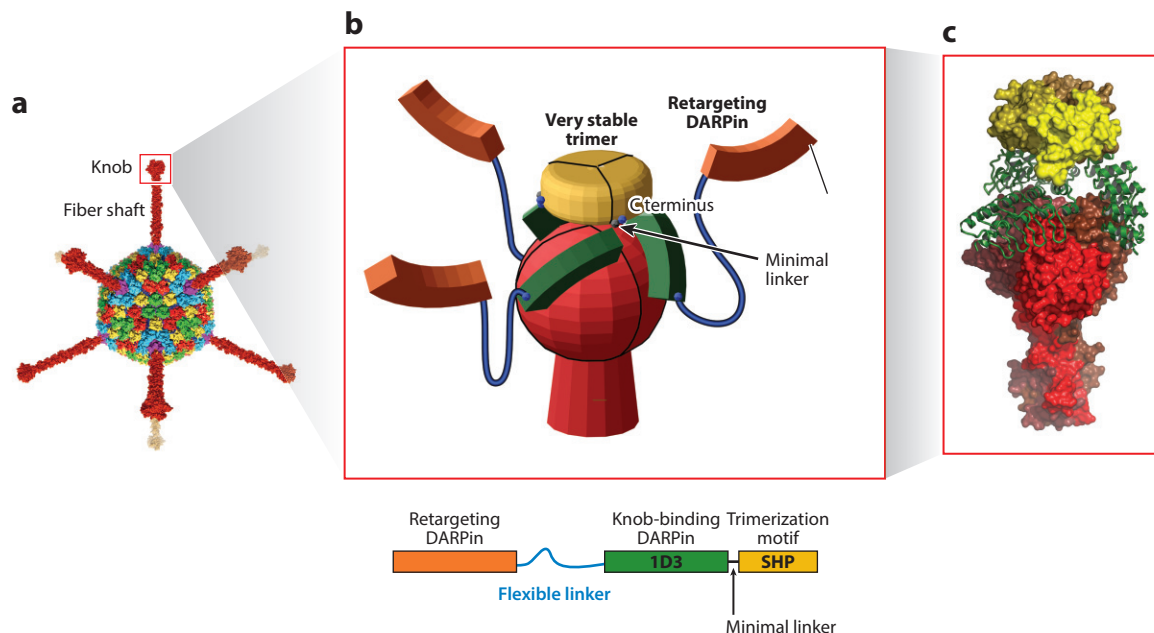 a
Knob
Fiber shaft
b
Very stable
trimer
Retargeting
DARPin
C terminus
Minimal
linker
c
Retargeting
DARPin
Knob-binding
DARPin
Trimerization
motif
1D3
SHP
Flexible linker
Minimal linker